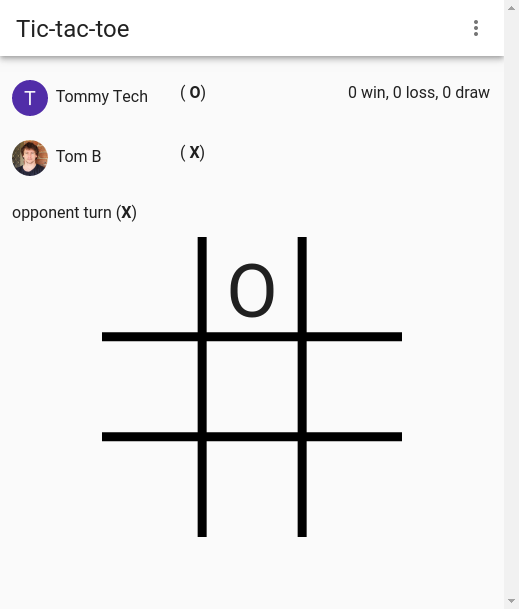 Tic-tac-toe
T Tommy Tech ( O) 0 win, 0 loss, 0 draw
Tom B ( X)
opponent turn (X)
O